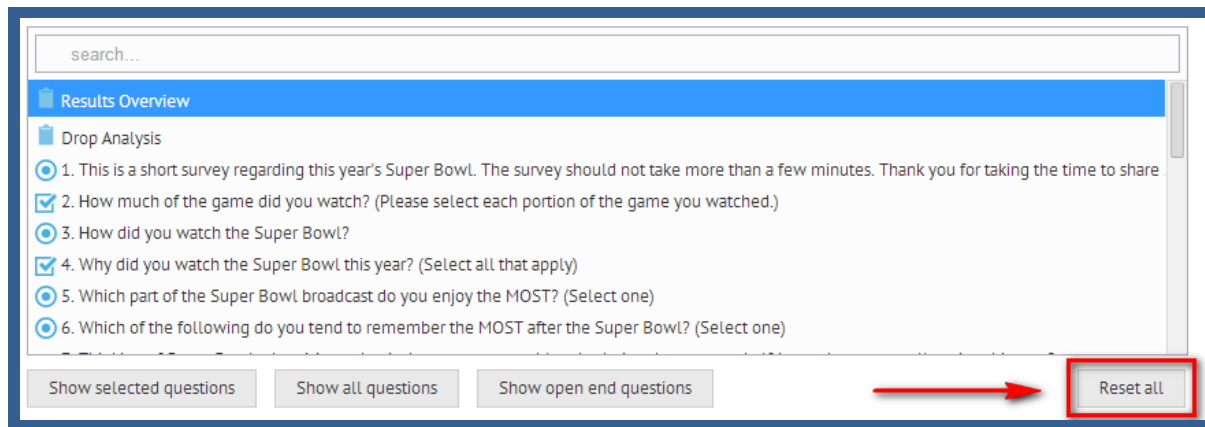 search...
Results Overview
Drop Analysis
1. This is a short survey regarding this year's Super Bowl. The survey should not take more than a few minutes. Thank you for taking the time to share
2. How much of the game did you watch? (Please select each portion of the game you watched.)
3. How did you watch the Super Bowl?
4. Why did you watch the Super Bowl this year? (Select all that apply)
5. Which part of the Super Bowl broadcast do you enjoy the MOST? (Select one)
6. Which of the following do you tend to remember the MOST after the Super Bowl? (Select one)
Show selected questions Show all questions Show open end questions Reset all